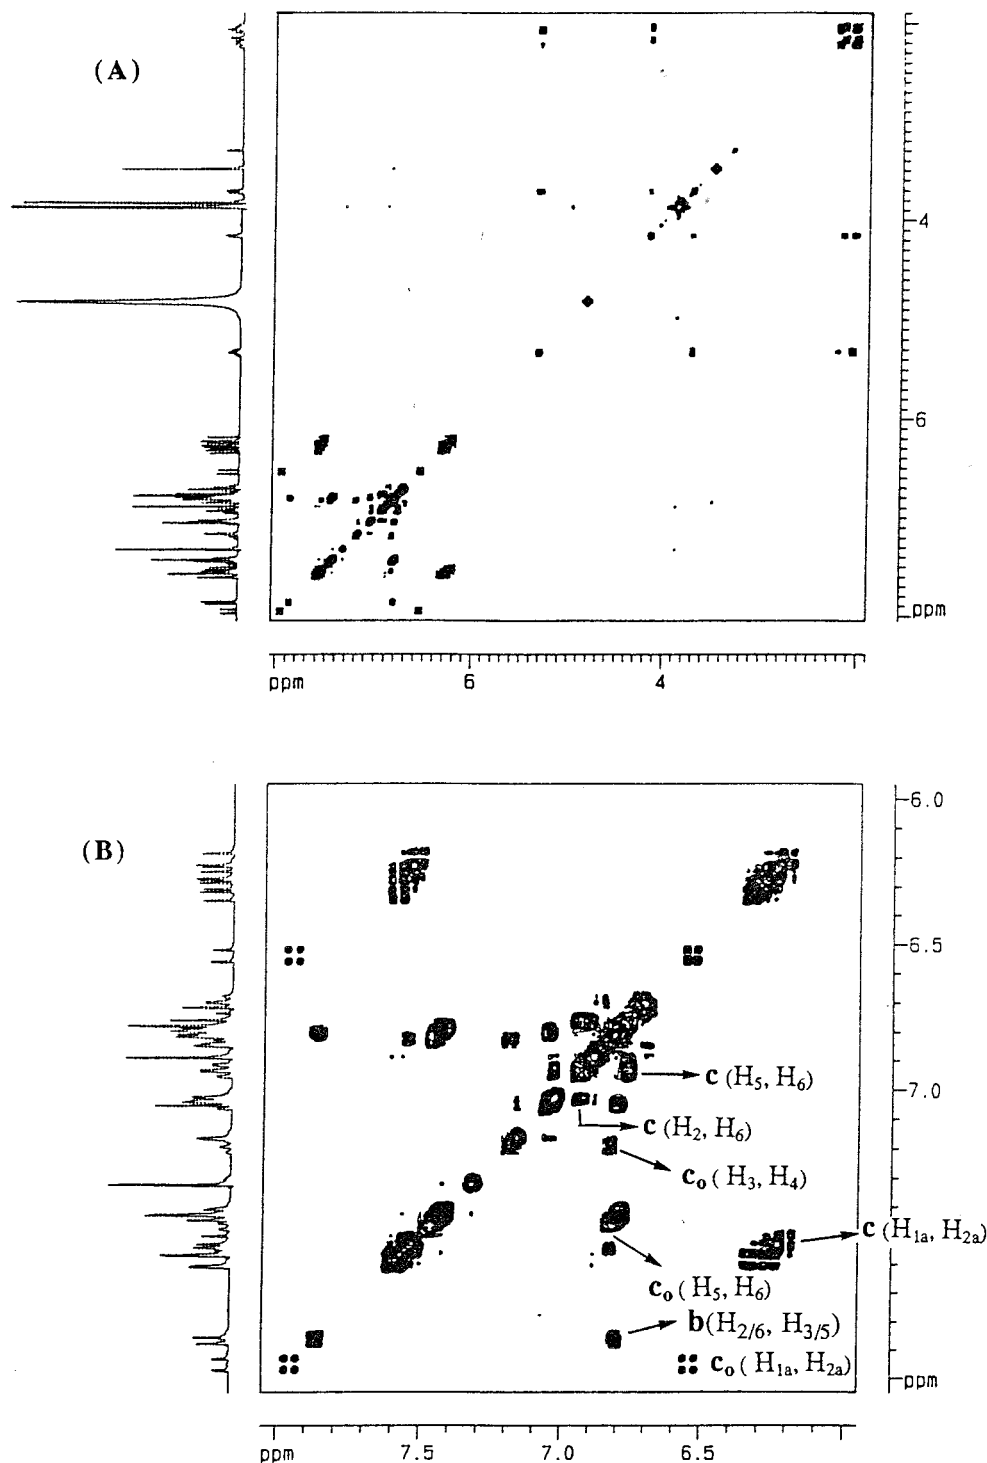 (A)
4
6
ppm
ppm
6
4
(B)
6.0
6.5
c (H5, H6)
7.0
c (H2, H6)
co ( H3, H4)
c (H1a, H2a)
co ( H5, H6)
b(H2/6, H3/5)
co ( H1a, H2a)
ppm
ppm
7.5
7.0
6.5